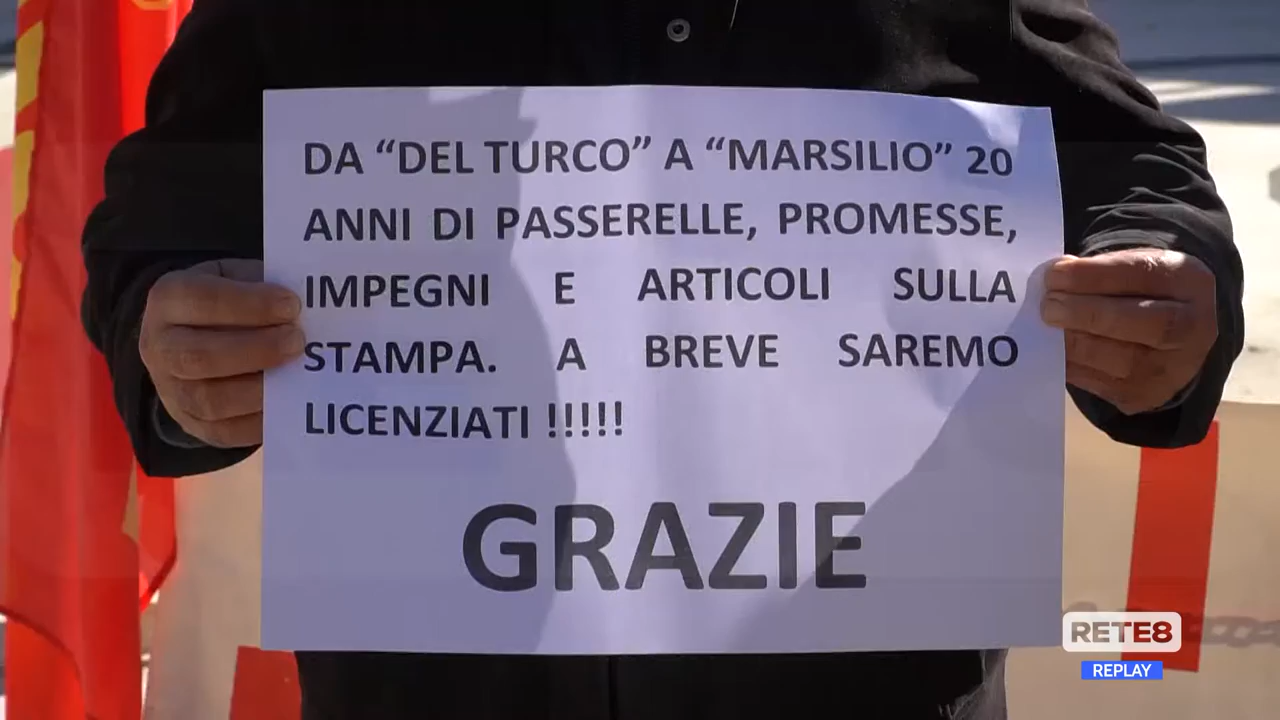 DA “DEL TURCO” A “MARSILIO” 20
ANNI DI PASSERELLE, PROMESSE,
IMPEGNI E ARTICOLI SULLA
STAMPA. A BREVE SAREMO
LICENZIATI !!!!!
GRAZIE
RETE8
REPLAY